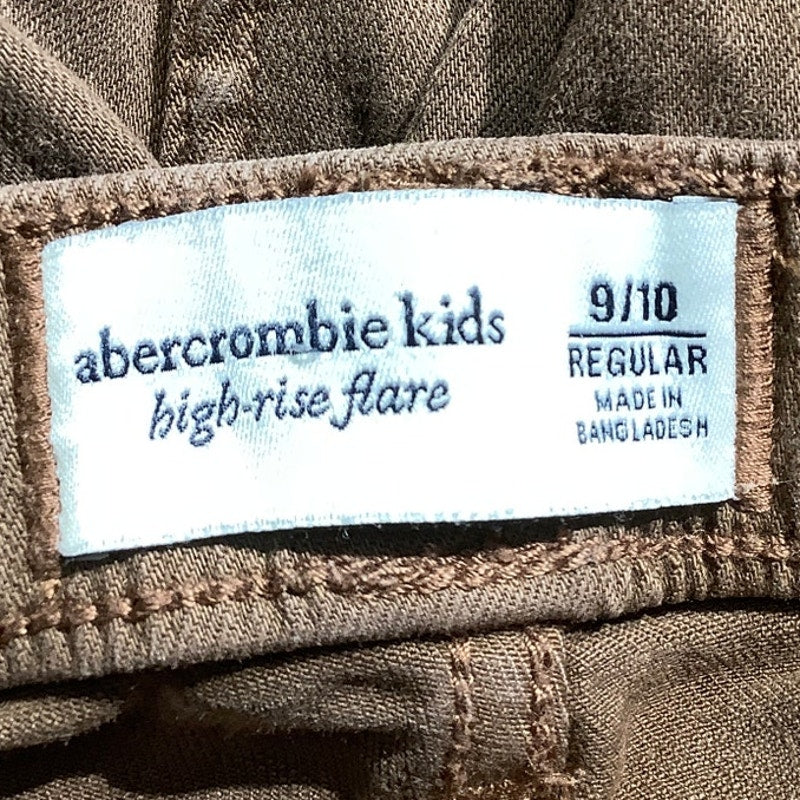 abercrombie kids
high-rise flare
9/10
REGULAR
MADE IN
BANGLADESH